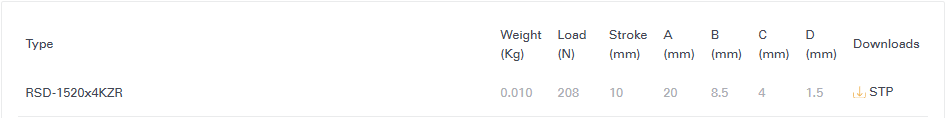 Type Weight (Kg) Load (N) Stroke (mm) A (mm) B (mm) C (mm) D (mm) Downloads
RSD-1520x4KZR 0.010 208 10 20 8.5 4 1.5 STP